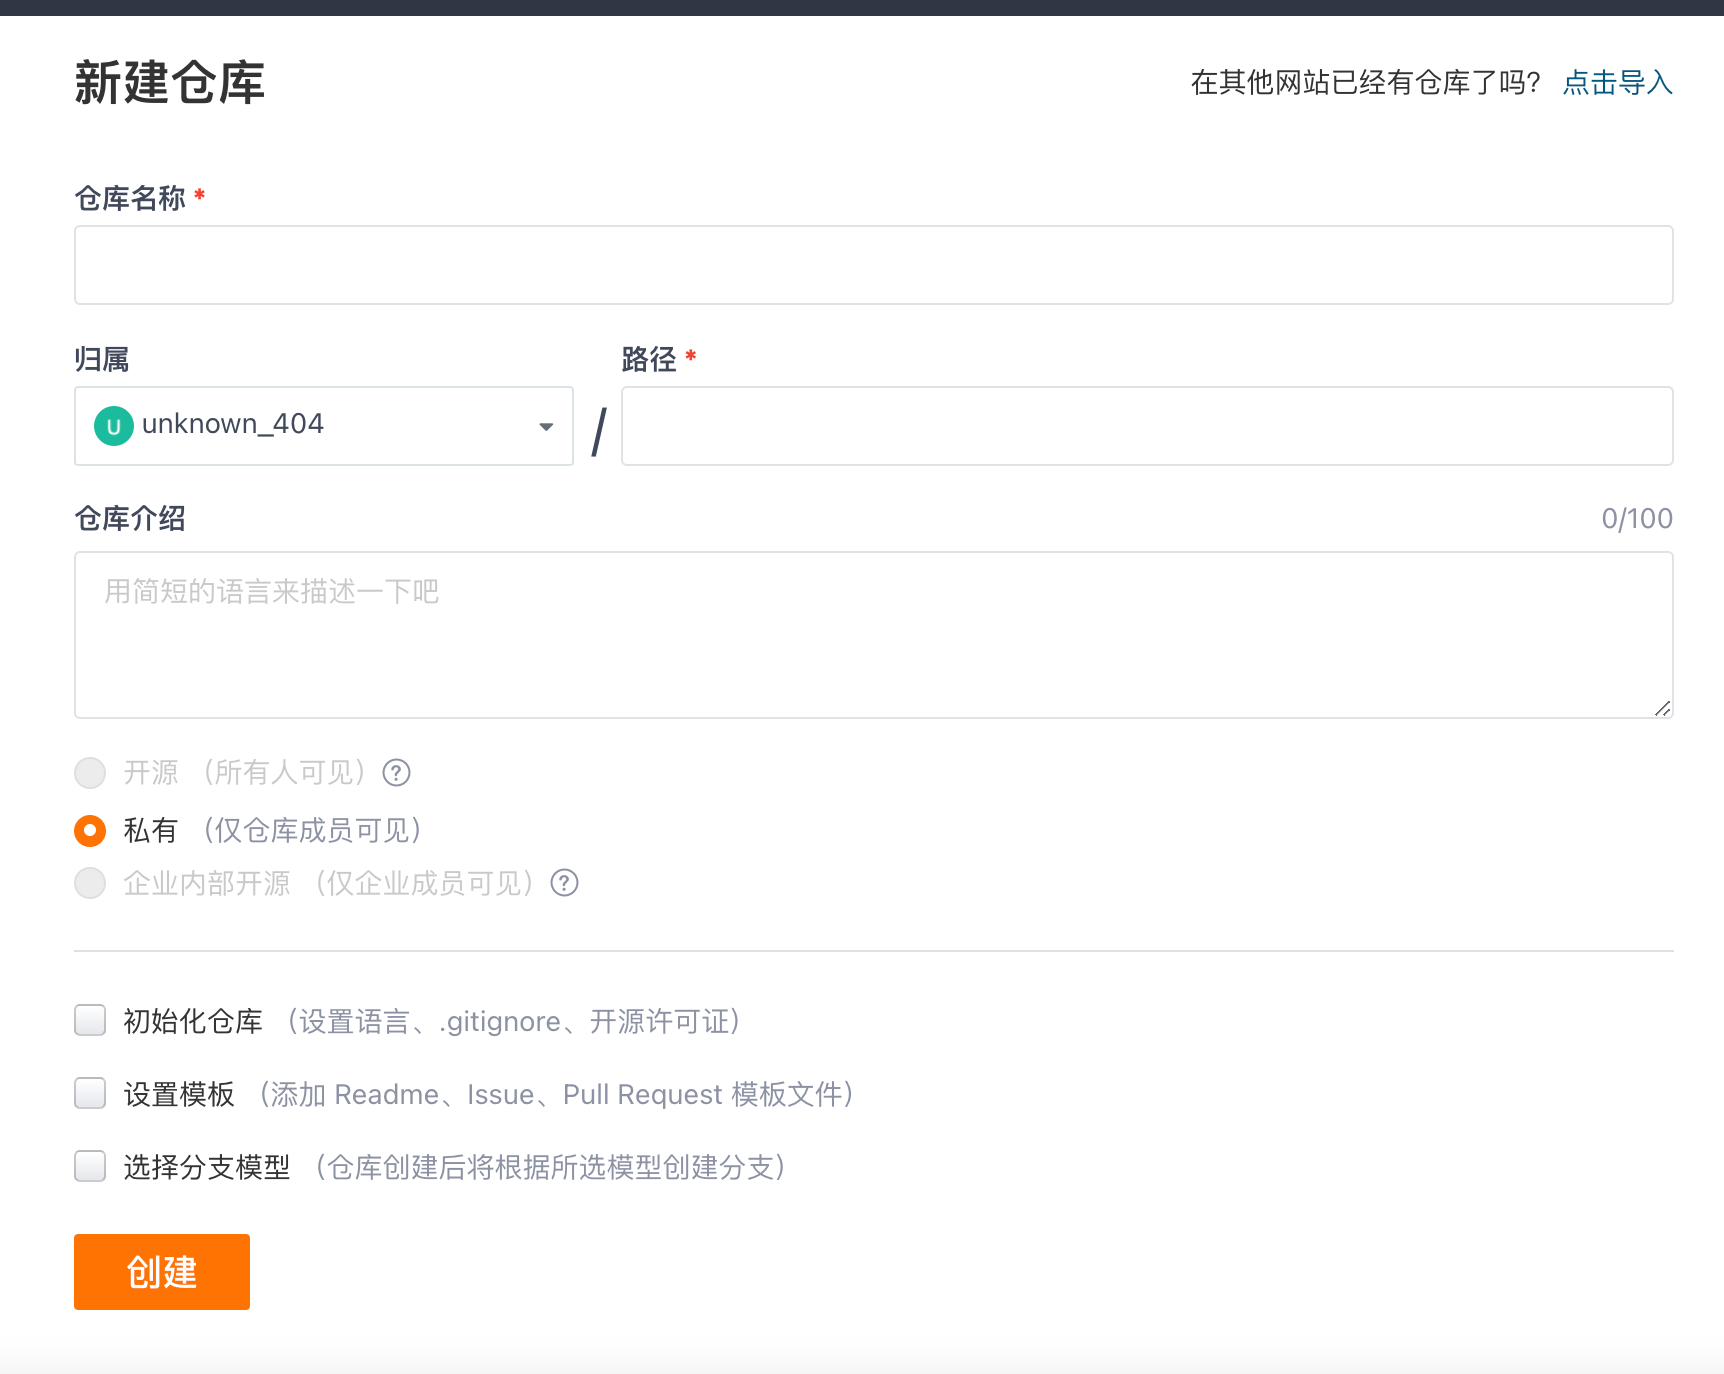 新建仓库
在其他网站已经有仓库了吗? 点击导入
仓库名称 *
归属
路径 *
U unknown_404
/
仓库介绍
0/100
用简短的语言来描述一下吧
开源 （所有人可见） ?
私有 （仅仓库成员可见）
企业内部开源 （仅企业成员可见） ?
初始化仓库 （设置语言、.gitignore、开源许可证）
设置模板 （添加 Readme、Issue、Pull Request 模板文件）
选择分支模型 （仓库创建后将根据所选模型创建分支）
创建